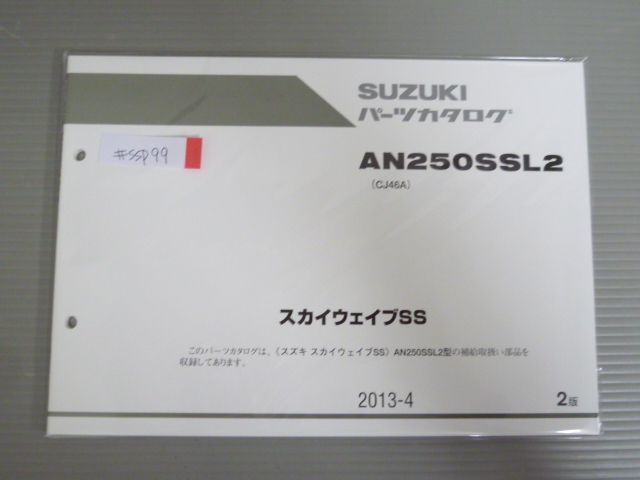 SUZUKI
パーツカタログ
#SSP99
AN250SSL2
(CJ46A)
スカイウェイブSS
このパーツカタログは、《スズキ スカイウェイブSS》AN250SSL2型の補給取扱い部品を
収録してあります。
2013-4
2版